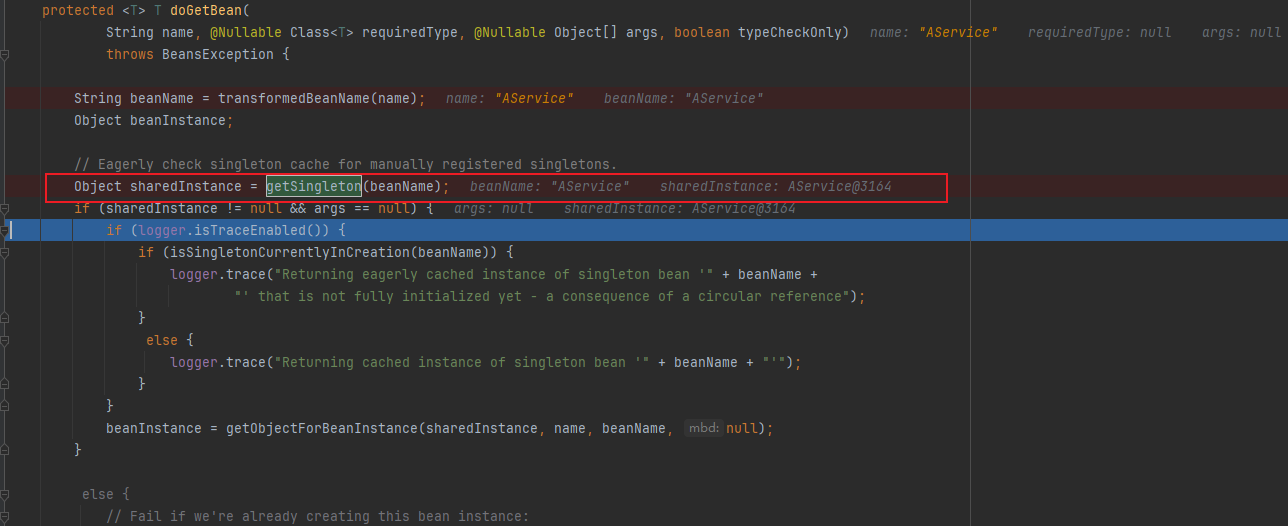 protected <T> T doGetBean(
String name, @Nullable Class<T> requiredType, @Nullable Object[] args, boolean typeCheckOnly) name: "AService" requiredType: null args: null
throws BeansException {
String beanName = transformedBeanName(name); name: "AService" beanName: "AService"
Object beanInstance;
// Eagerly check singleton cache for manually registered singletons.
Object sharedInstance = getSingleton(beanName); beanName: "AService" sharedInstance: AService@3164
if (sharedInstance != null && args == null) { args: null sharedInstance: AService@3164
if (logger.isTraceEnabled()) {
if (isSingletonCurrentlyInCreation(beanName)) {
logger.trace("Returning eagerly cached instance of singleton bean '" + beanName +
"' that is not fully initialized yet - a consequence of a circular reference");
}
else {
logger.trace("Returning cached instance of singleton bean '" + beanName + "'");
}
}
beanInstance = getObjectForBeanInstance(sharedInstance, name, beanName, mbd: null);
}
else {
// Fail if we're already creating this bean instance: